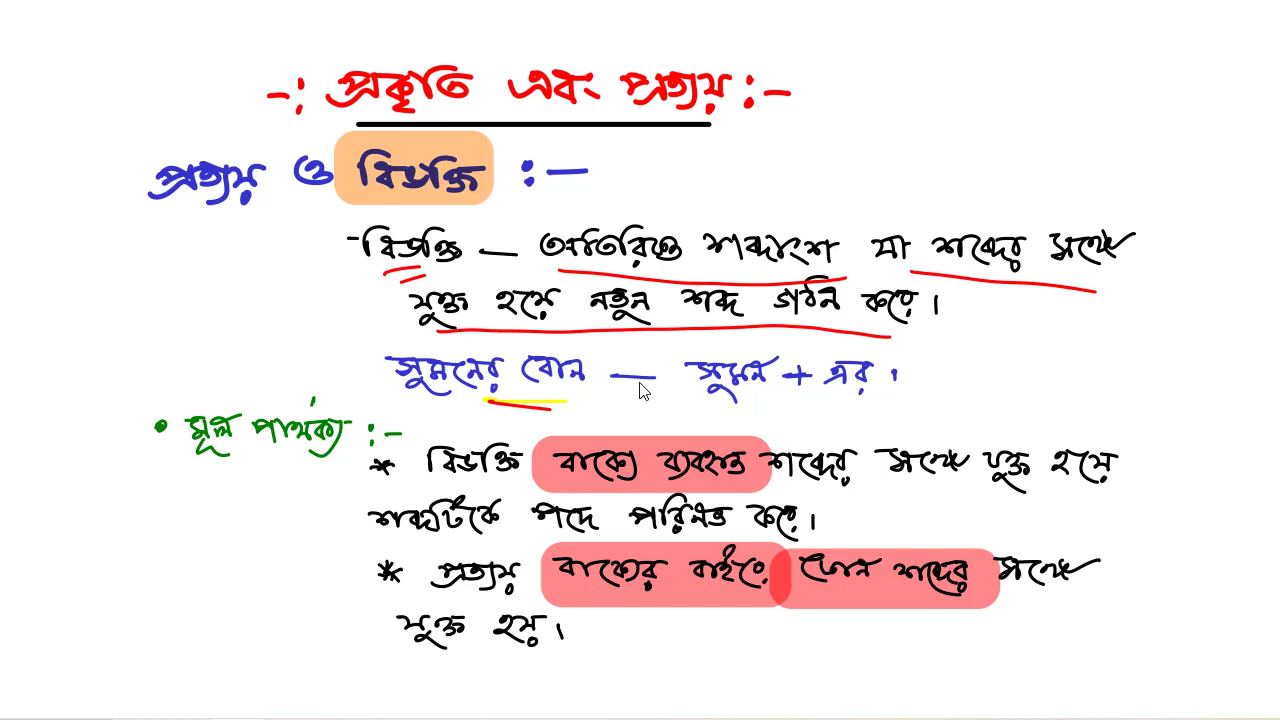 -: প্রকৃতি এবং প্রত্যয় :-
প্রত্যয় ও বিভক্তি :-
-বিভক্তি — অতিরিক্ত শব্দাংশ যা শব্দের সঙ্গে
যুক্ত হয়ে নতুন শব্দ গঠন করে।
সুমনের বোন — সুমন + এর।
• মূল পার্থক্য :-
* বিভক্তি বাক্যে ব্যবহৃত শব্দের সঙ্গে যুক্ত হয়ে
শব্দটিকে পদে পরিনত করে।
* প্রত্যয় বাক্যের বাইরে কোন শব্দের সঙ্গে
যুক্ত হয়।